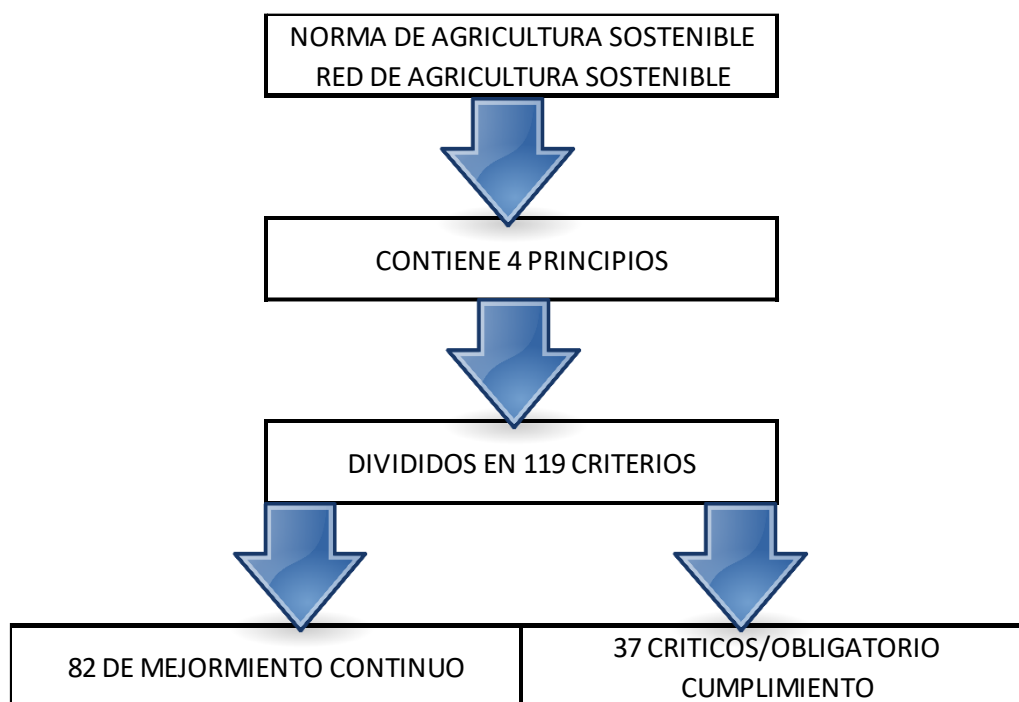 NORMA DE AGRICULTURA SOSTENIBLE
RED DE AGRICULTURA SOSTENIBLE
CONTIENE 4 PRINCIPIOS
DIVIDIDOS EN 119 CRITERIOS
82 DE MEJORMIENTO CONTINUO
37 CRITICOS/OBLIGATORIO
CUMPLIMIENTO